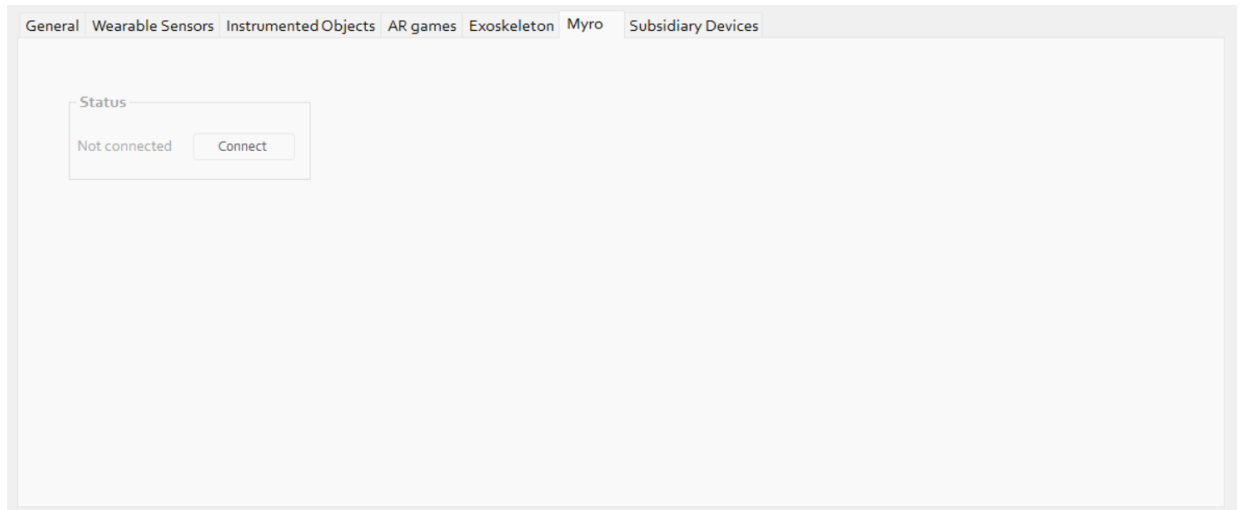 General Wearable Sensors Instrumented Objects AR games Exoskeleton Myro Subsidiary Devices
Status
Not connected Connect